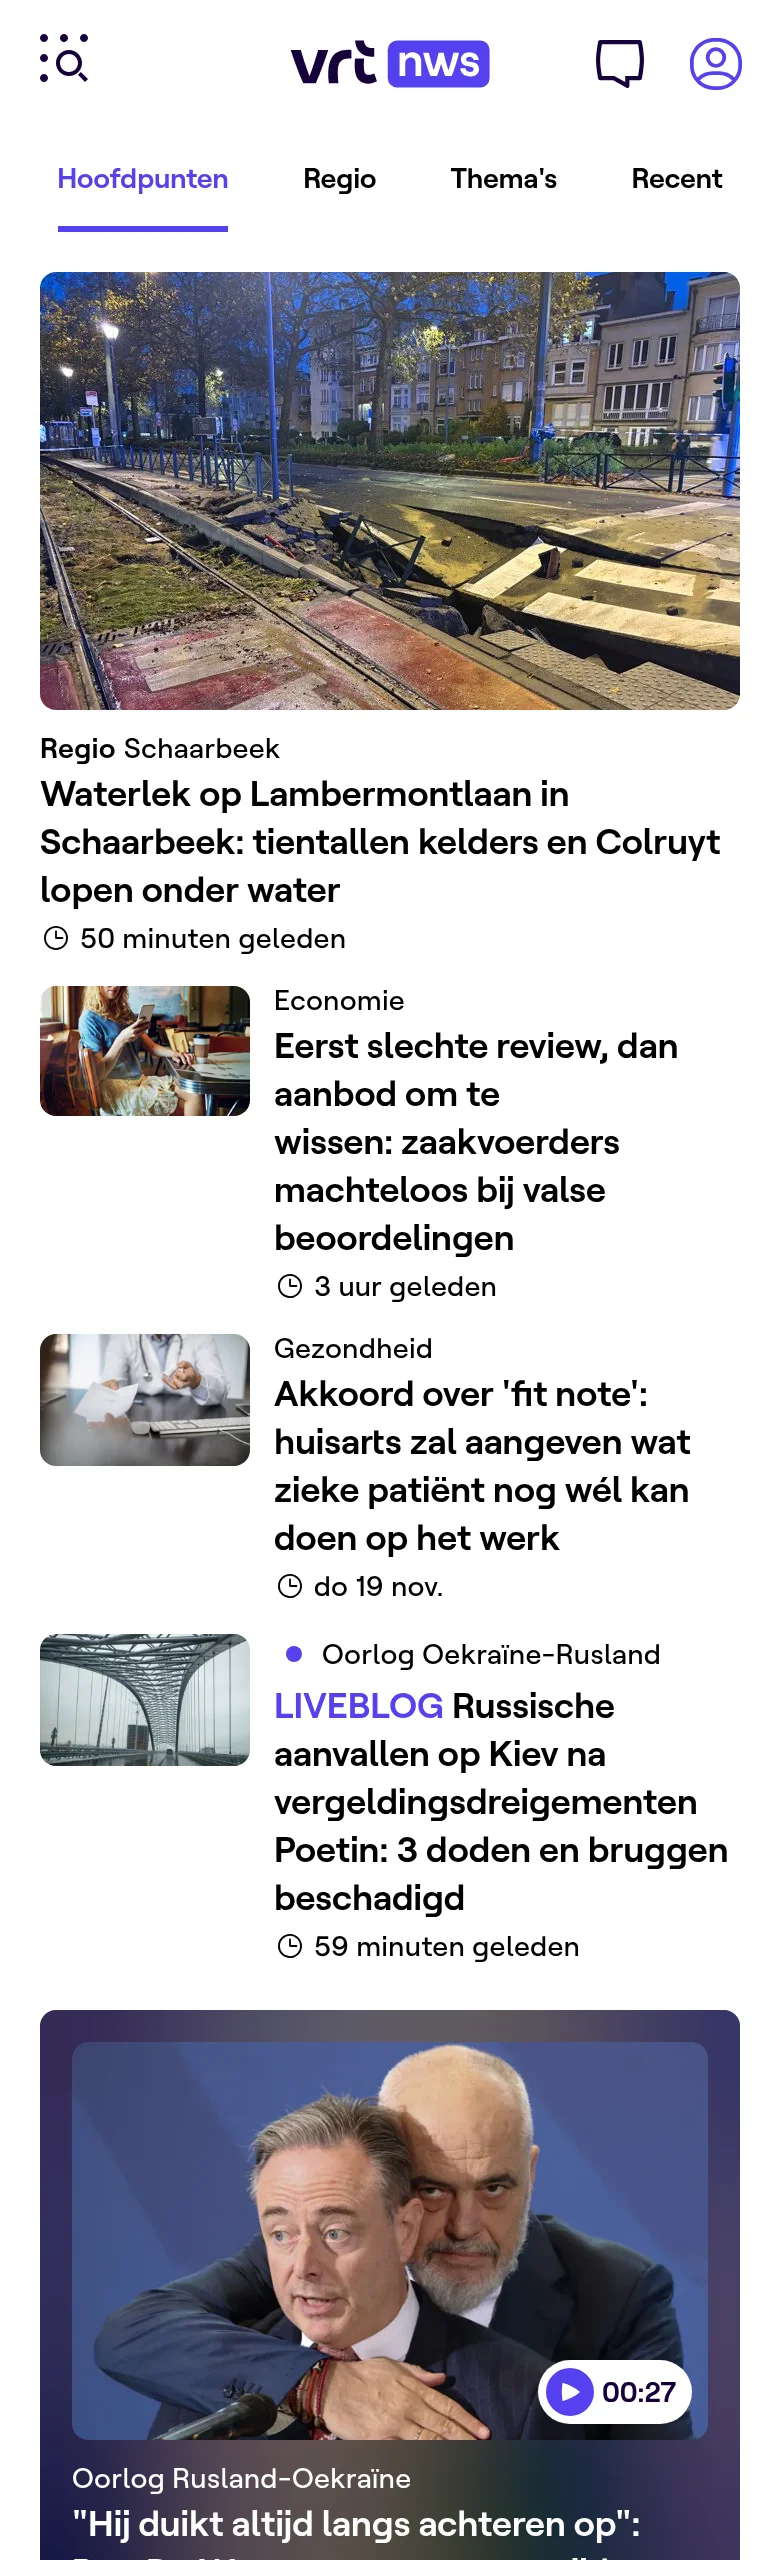 vrt nws
Hoofdpunten Regio Thema's Recent
Regio Schaarbeek
Waterlek op Lambermontlaan in
Schaarbeek: tientallen kelders en Colruyt
lopen onder water
50 minuten geleden
Economie
Eerst slechte review, dan
aanbod om te
wissen: zaakvoerders
machteloos bij valse
beoordelingen
3 uur geleden
Gezondheid
Akkoord over 'fit note':
huisarts zal aangeven wat
zieke patiënt nog wél kan
doen op het werk
do 19 nov.
Oorlog Oekraïne-Rusland
LIVEBLOG Russische
aanvallen op Kiev na
vergeldingsdreigementen
Poetin: 3 doden en bruggen
beschadigd
59 minuten geleden
00:27
Oorlog Rusland-Oekraïne
"Hij duikt altijd langs achteren op":